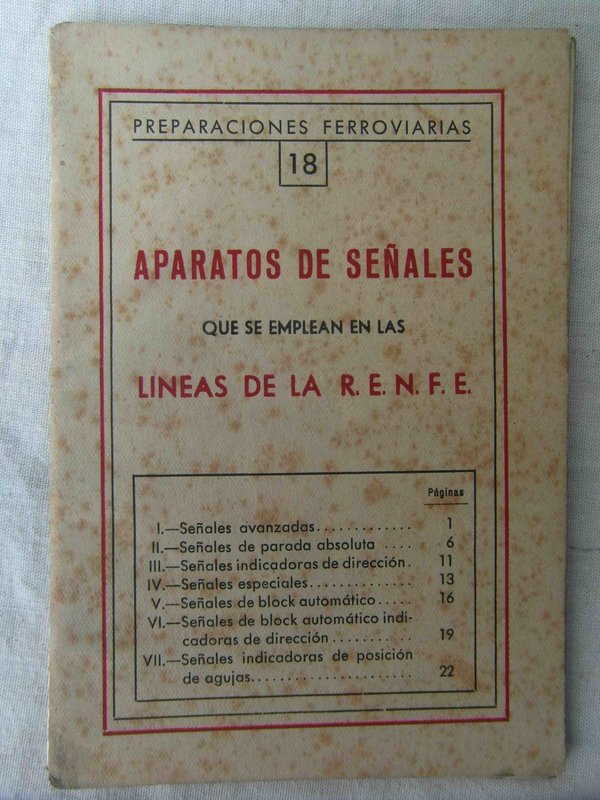 PREPARACIONES FERROVIARIAS
18
APARATOS DE SEÑALES
QUE SE EMPLEAN EN LAS
LINEAS DE LA R. E. N. F. E.
Páginas
I.—Señales avanzadas............. 1
II.—Señales de parada absoluta .... 6
III.—Señales indicadoras de dirección. 11
IV.—Señales especiales.............. 13
V.—Señales de block automático..... 16
VI.—Señales de block automático indi-
cadoras de dirección.......... 19
VII.—Señales indicadoras de posición
de agujas...................... 22